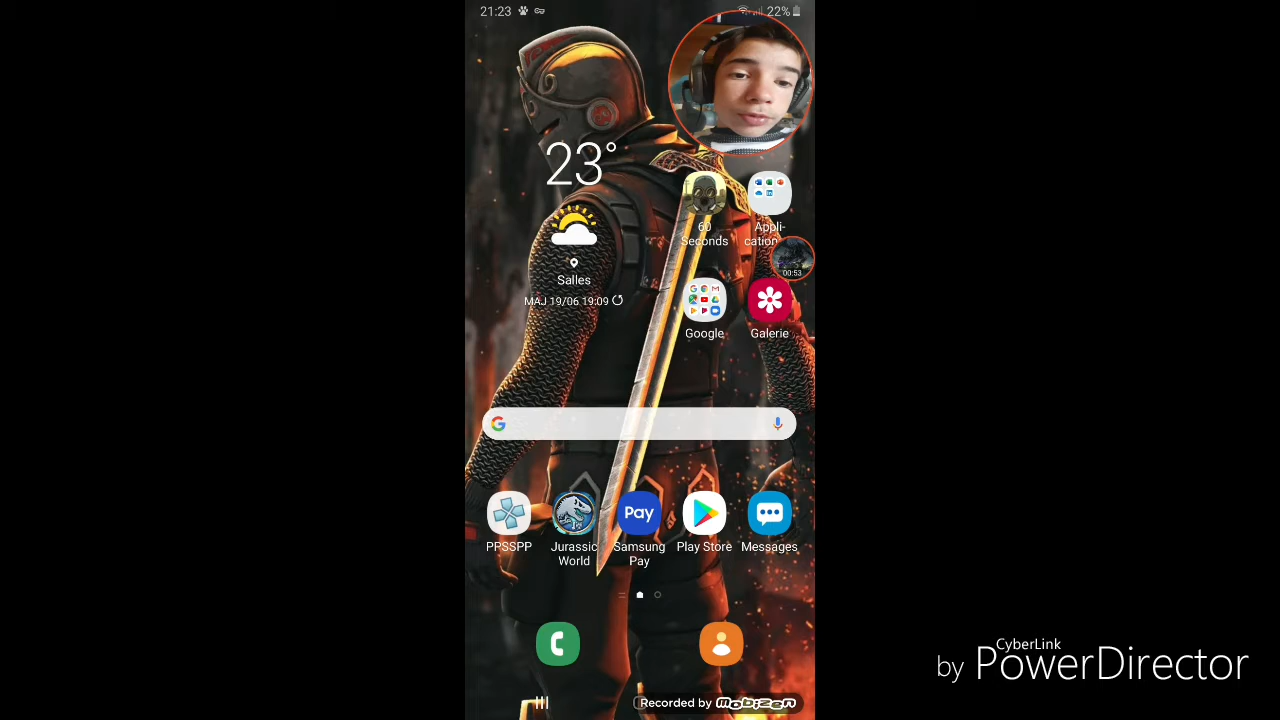 21:23
22%
23°
Salles
MAJ 19/06 19:09
60
Seconds
Appli-
cation
00:53
Google
Galerie
PPSSPP
Jurassic
World
Pay
Samsung
Pay
Play Store
Messages
Recorded by mobizen
CyberLink
by PowerDirector